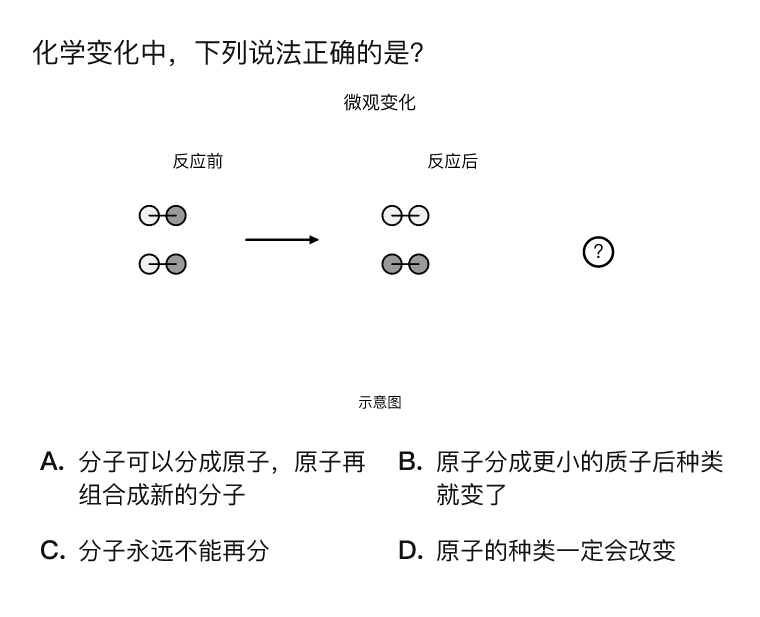 化学变化中，下列说法正确的是？
微观变化
反应前
反应后
?
示意图
A. 分子可以分成原子，原子再
组合成新的分子
B. 原子分成更小的质子后种类
就变了
C. 分子永远不能再分
D. 原子的种类一定会改变